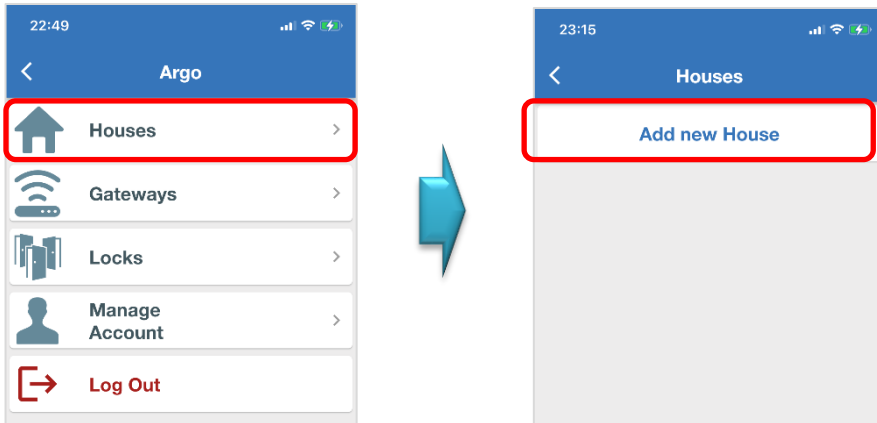 22:49
Argo
Houses
Gateways
Locks
Manage
Account
Log Out
23:15
Houses
Add new House